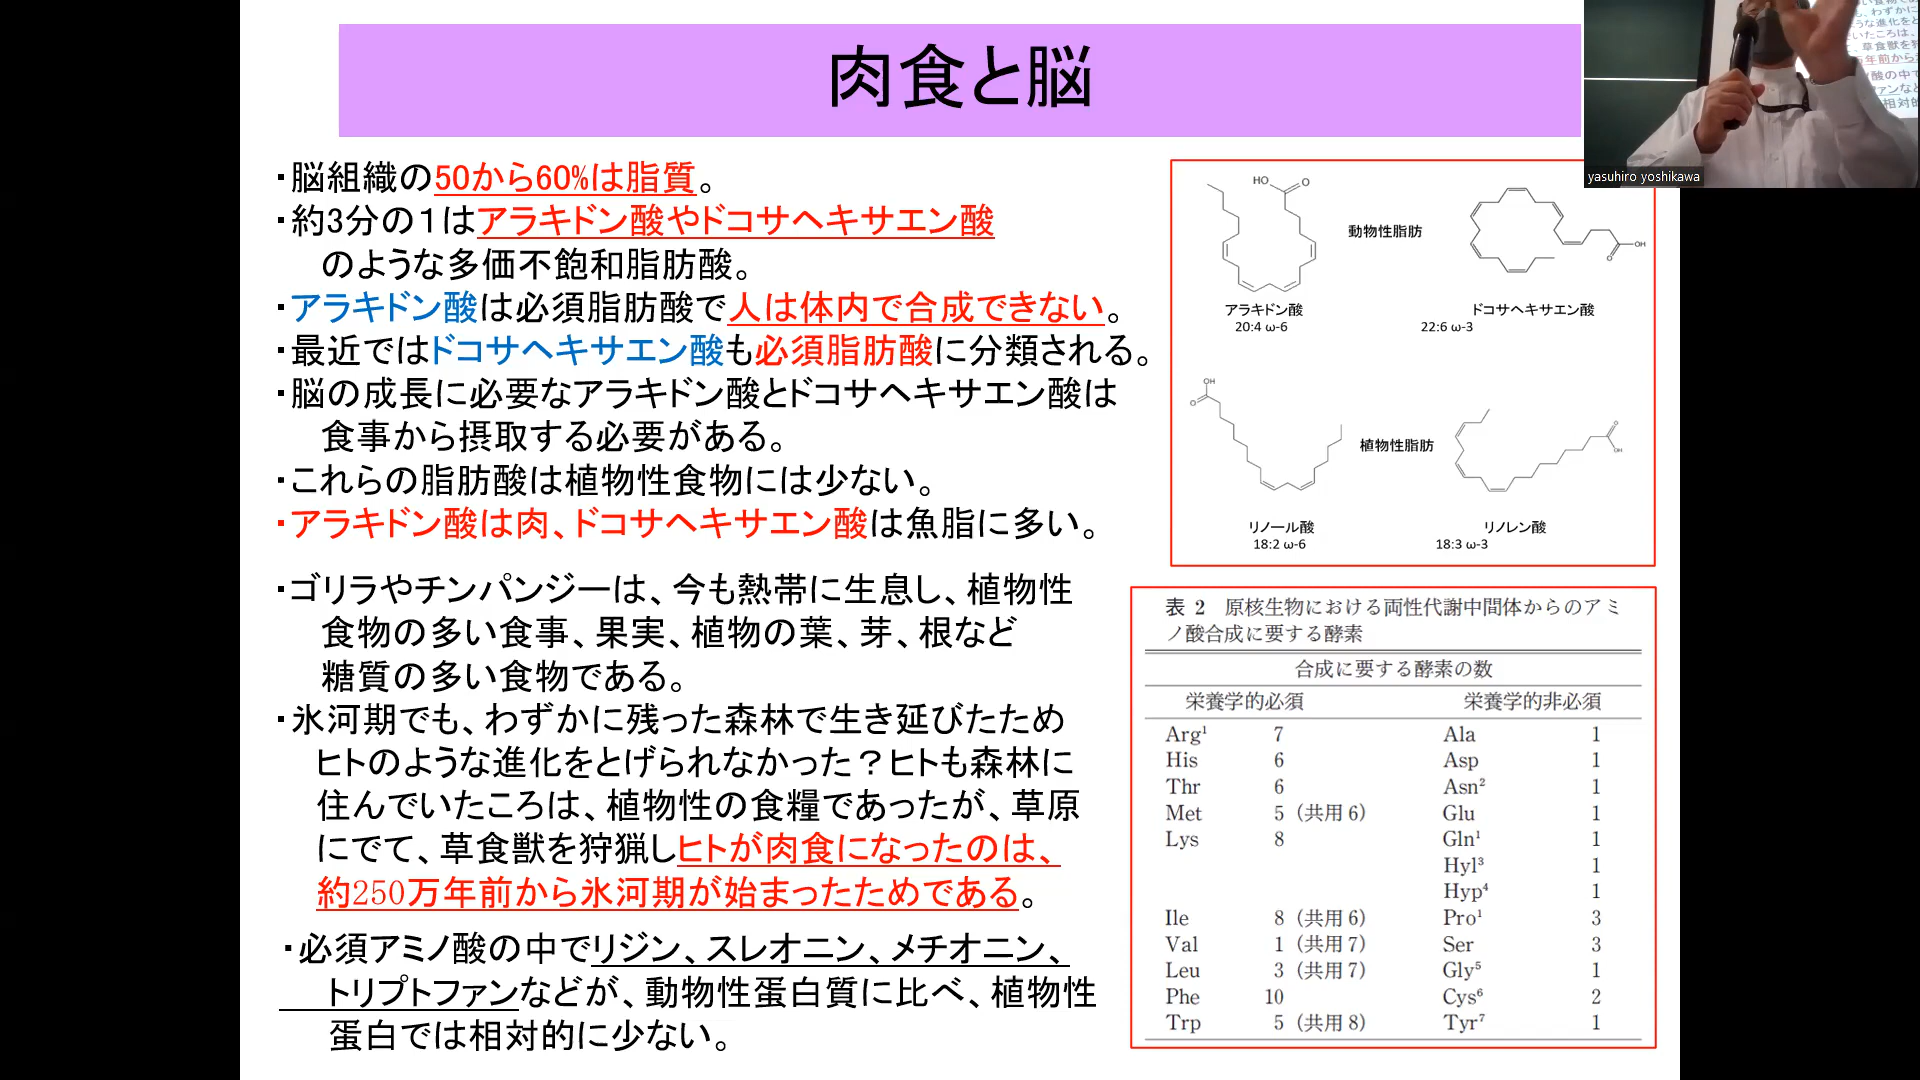 肉食と脳
・脳組織の50から60%は脂質。
・約3分の１はアラキドン酸やドコサヘキサエン酸
のような多価不飽和脂肪酸。
・アラキドン酸は必須脂肪酸で人は体内で合成できない。
・最近ではドコサヘキサエン酸も必須脂肪酸に分類される。
・脳の成長に必要なアラキドン酸とドコサヘキサエン酸は
食事から摂取する必要がある。
・これらの脂肪酸は植物性食物には少ない。
・アラキドン酸は肉、ドコサヘキサエン酸は魚脂に多い。
・ゴリラやチンパンジーは、今も熱帯に生息し、植物性
食物の多い食事、果実、植物の葉、芽、根など
糖質の多い食物である。
・氷河期でも、わずかに残った森林で生き延びたため
ヒトのような進化をとげられなかった？ヒトも森林に
住んでいたころは、植物性の食糧であったが、草原
にでて、草食獣を狩猟しヒトが肉食になったのは、
約250万年前から氷河期が始まったためである。
・必須アミノ酸の中でリジン、スレオニン、メチオニン、
トリプトファンなどが、動物性蛋白質に比べ、植物性
蛋白では相対的に少ない。
HO O
動物性脂肪
OH
O
アラキドン酸 ドコサヘキサエン酸
20:4 ω-6 22:6 ω-3
OH
O
植物性脂肪
O
OH
リノール酸 リノレン酸
18:2 ω-6 18:3 ω-3
表 2 原核生物における両性代謝中間体からのアミ
ノ酸合成に要する酵素
合成に要する酵素の数
栄養学的必須 栄養学的非必須
Arg¹ 7 Ala 1
His 6 Asp 1
Thr 6 Asn² 1
Met 5（共用 6） Glu 1
Lys 8 Gln¹ 1
Hyl³ 1
Hyp⁴ 1
Ile 8（共用 6） Pro¹ 3
Val 1（共用 7） Ser 3
Leu 3（共用 7） Gly⁵ 1
Phe 10 Cys⁶ 2
Trp 5（共用 8） Tyr⁷ 1
yasuhiro yoshikawa